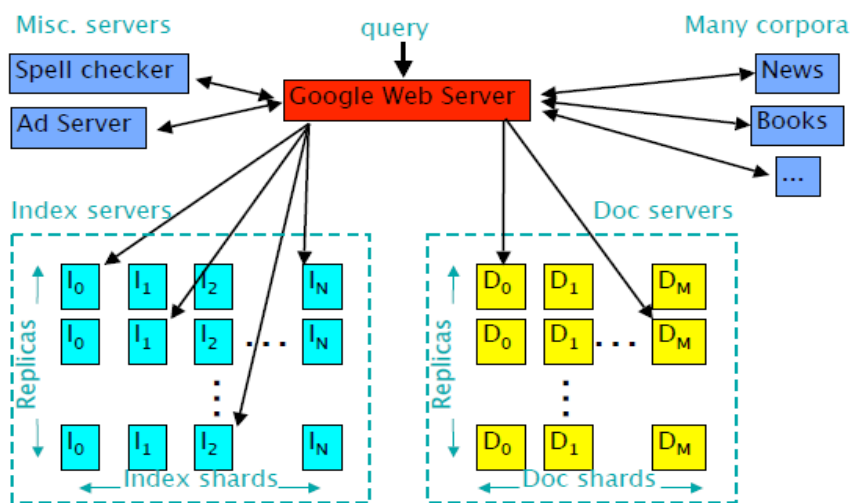 Misc. servers
query
Many corpora
Spell checker
Google Web Server
News
Ad Server
Books
...
Index servers
Doc servers
Replicas
I0 I1 I2 IN
I0 I1 I2 ... IN
I0 I1 I2 IN
Index shards
Replicas
D0 D1 DM
D0 D1 ... DM
D0 D1 DM
Doc shards